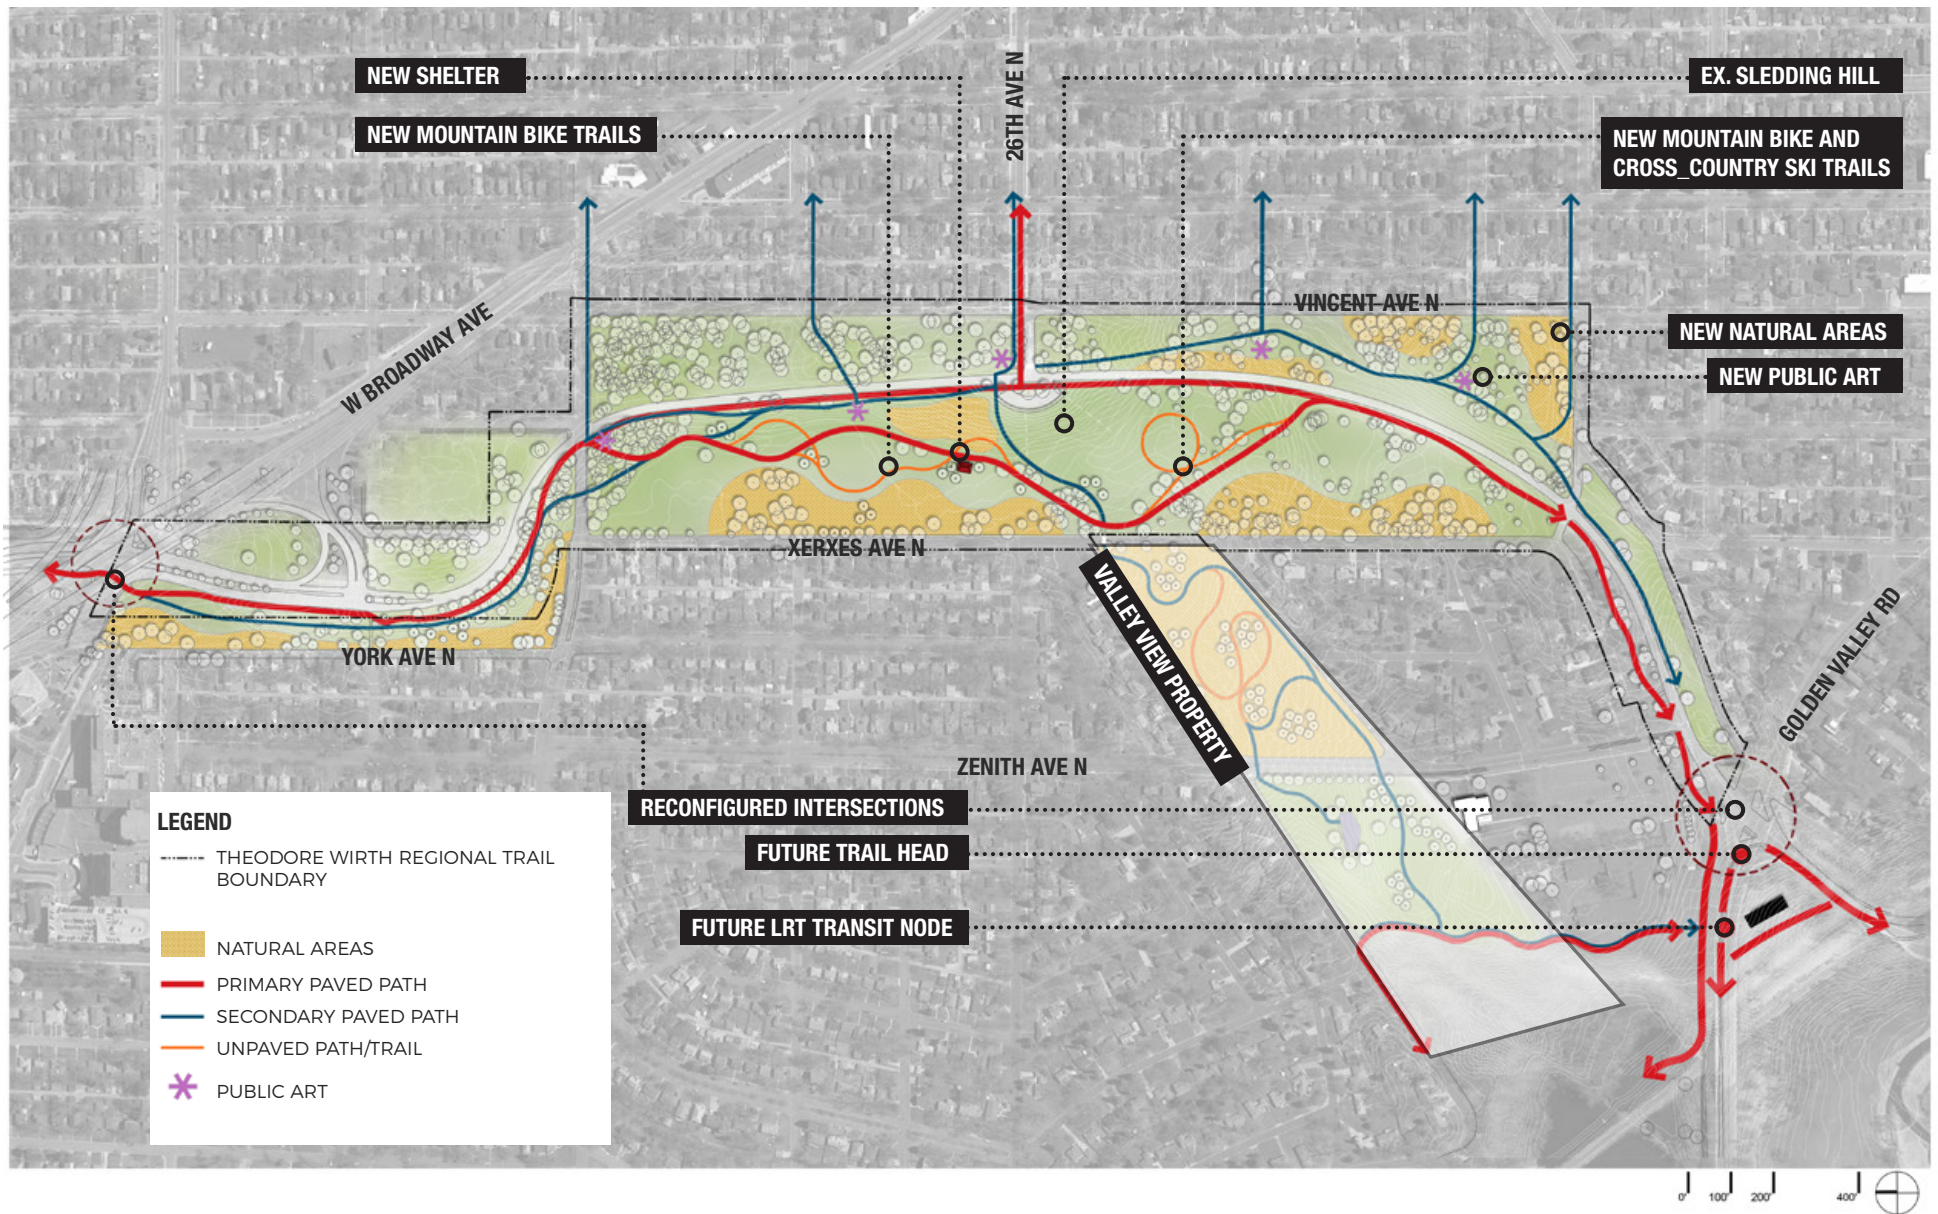 NEW SHELTER
EX. SLEDDING HILL
26TH AVE N
NEW MOUNTAIN BIKE TRAILS
NEW MOUNTAIN BIKE AND
CROSS_COUNTRY SKI TRAILS
VINCENT AVE N
W BROADWAY AVE
NEW NATURAL AREAS
NEW PUBLIC ART
XERXES AVE N
VALLEY VIEW PROPERTY
YORK AVE N
GOLDEN VALLEY RD
ZENITH AVE N
RECONFIGURED INTERSECTIONS
FUTURE TRAIL HEAD
FUTURE LRT TRANSIT NODE
LEGEND
THEODORE WIRTH REGIONAL TRAIL
BOUNDARY
NATURAL AREAS
PRIMARY PAVED PATH
SECONDARY PAVED PATH
UNPAVED PATH/TRAIL
PUBLIC ART
0' 100' 200' 400'